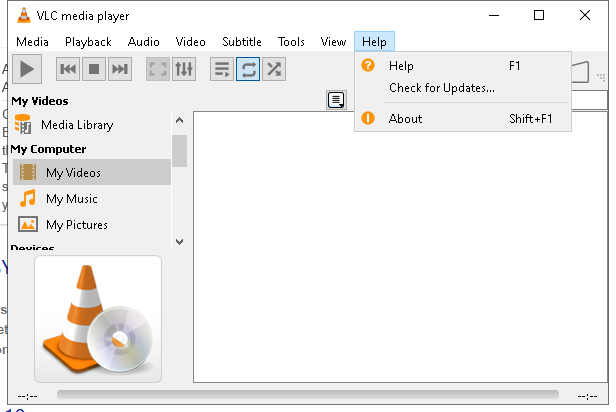 VLC media player
Media Playback Audio Video Subtitle Tools View Help
Help F1
Check for Updates...
About Shift+F1
My Videos
Media Library
My Computer
My Videos
My Music
My Pictures
Devices
--:-- --:--